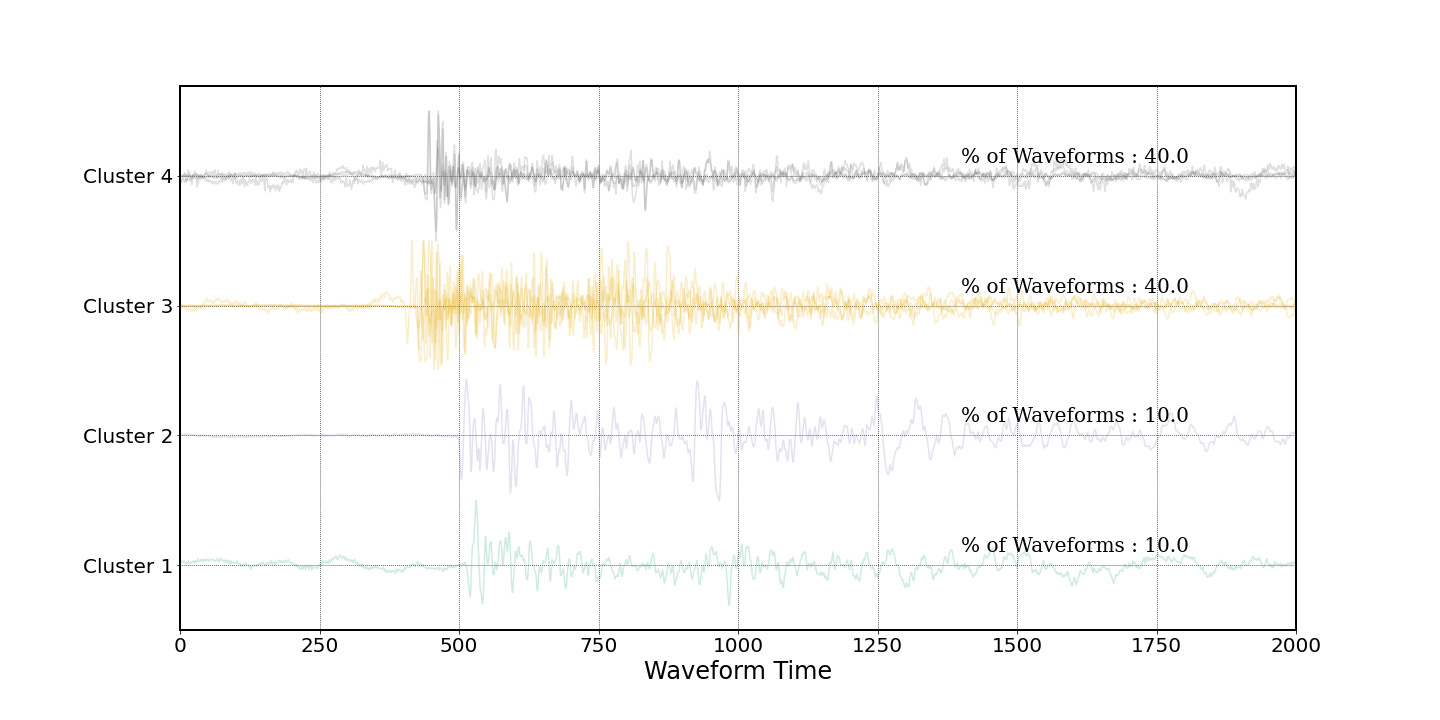 Cluster 4
% of Waveforms : 40.0
Cluster 3
% of Waveforms : 40.0
Cluster 2
% of Waveforms : 10.0
Cluster 1
% of Waveforms : 10.0
0 250 500 750 1000 1250 1500 1750 2000
Waveform Time